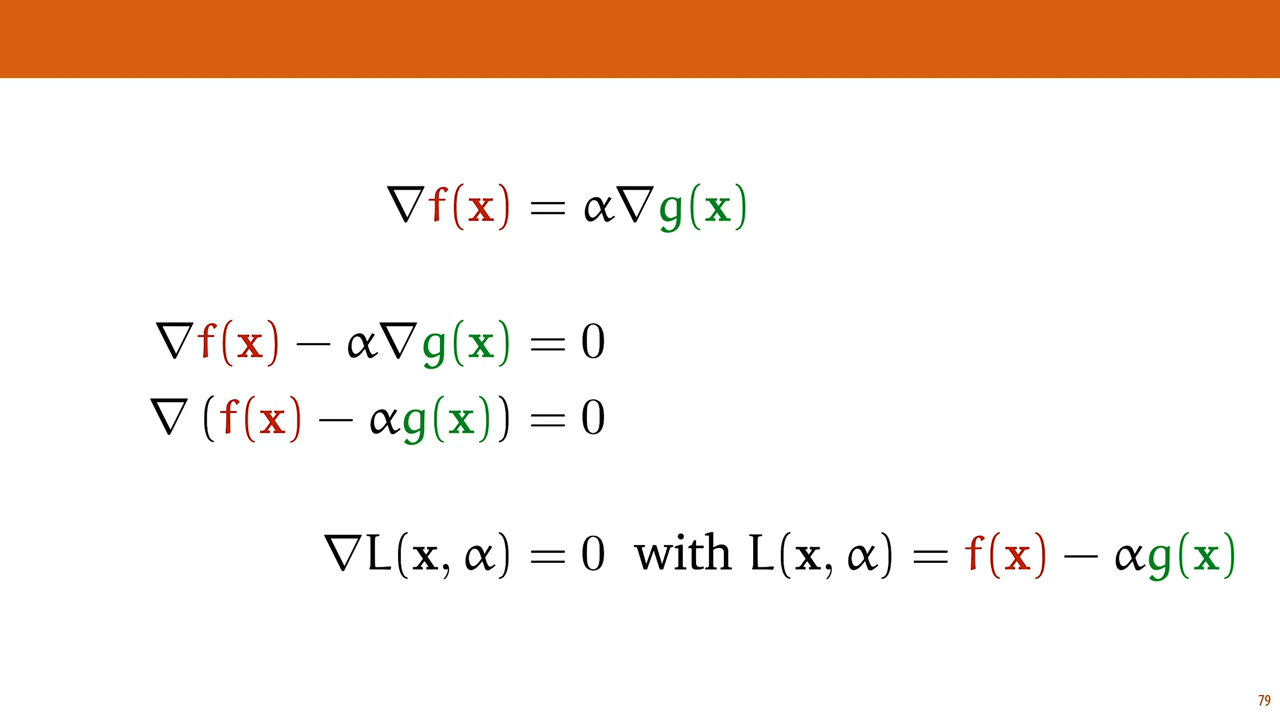 ∇f(x) = α∇g(x)
∇f(x) − α∇g(x) = 0
∇ (f(x) − αg(x)) = 0
∇L(x, α) = 0 with L(x, α) = f(x) − αg(x)
79